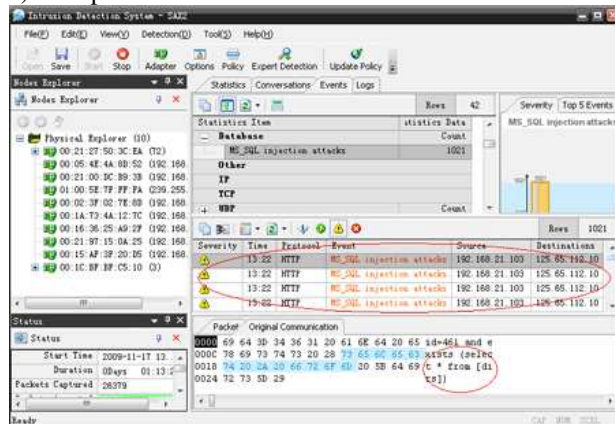 Intrusion Detection System - SAX2
File(F) Edit(E) View(V) Detection(D) Tool(S) Help(H)
Open Save Start Stop Adapter Options Policy Expert Detection Update Policy
Nodes Explorer
Statistics Conversations Events Logs
Nodes Explorer
Rows 42
Severity Top 5 Events
Statistics Item
atistics Data
MS_SQL injection attacks
Physical Explorer (10)
Database Count
00:21:27:50:3C:EA (72)
MS_SQL injection attacks 1021
00:05:4E:4A:0D:52 (192.168.
Other
00:21:00:DC:B9:3B (192.168.
IP
01:00:5E:7F:FF:FA (239.255.
TCP
00:02:3F:02:7E:8D (192.168.
UDP Count
00:1A:73:4A:12:7C (192.168.
00:16:36:25:A9:2F (192.168.
Rows 1021
00:21:97:15:0A:25 (192.168.
Severity Time Protocol Event Source Destinations
00:15:AF:3F:20:D5 (192.168.
13:22 HTTP MS_SQL injection attacks 192.168.21.103 125.65.112.10
00:1C:BF:BF:C5:10 (3)
13:22 HTTP MS_SQL injection attacks 192.168.21.103 125.65.112.10
13:22 HTTP MS_SQL injection attacks 192.168.21.103 125.65.112.10
13:22 HTTP MS_SQL injection attacks 192.168.21.103 125.65.112.10
Status
Packet Original Communication
Status
0000 69 64 3D 34 36 31 20 61 6E 64 20 65 id=461 and e
Start Time 2009-11-17 13.
000C 78 69 73 74 73 20 28 73 65 6C 65 63 xists (selec
Duration 0Days 01:13:2
0018 74 20 2A 20 66 72 6F 6D 20 5B 64 69 t * from [di
Packets Captured 26379
0024 72 73 5D 29 rs])
Ready
CAP NUM SCRL